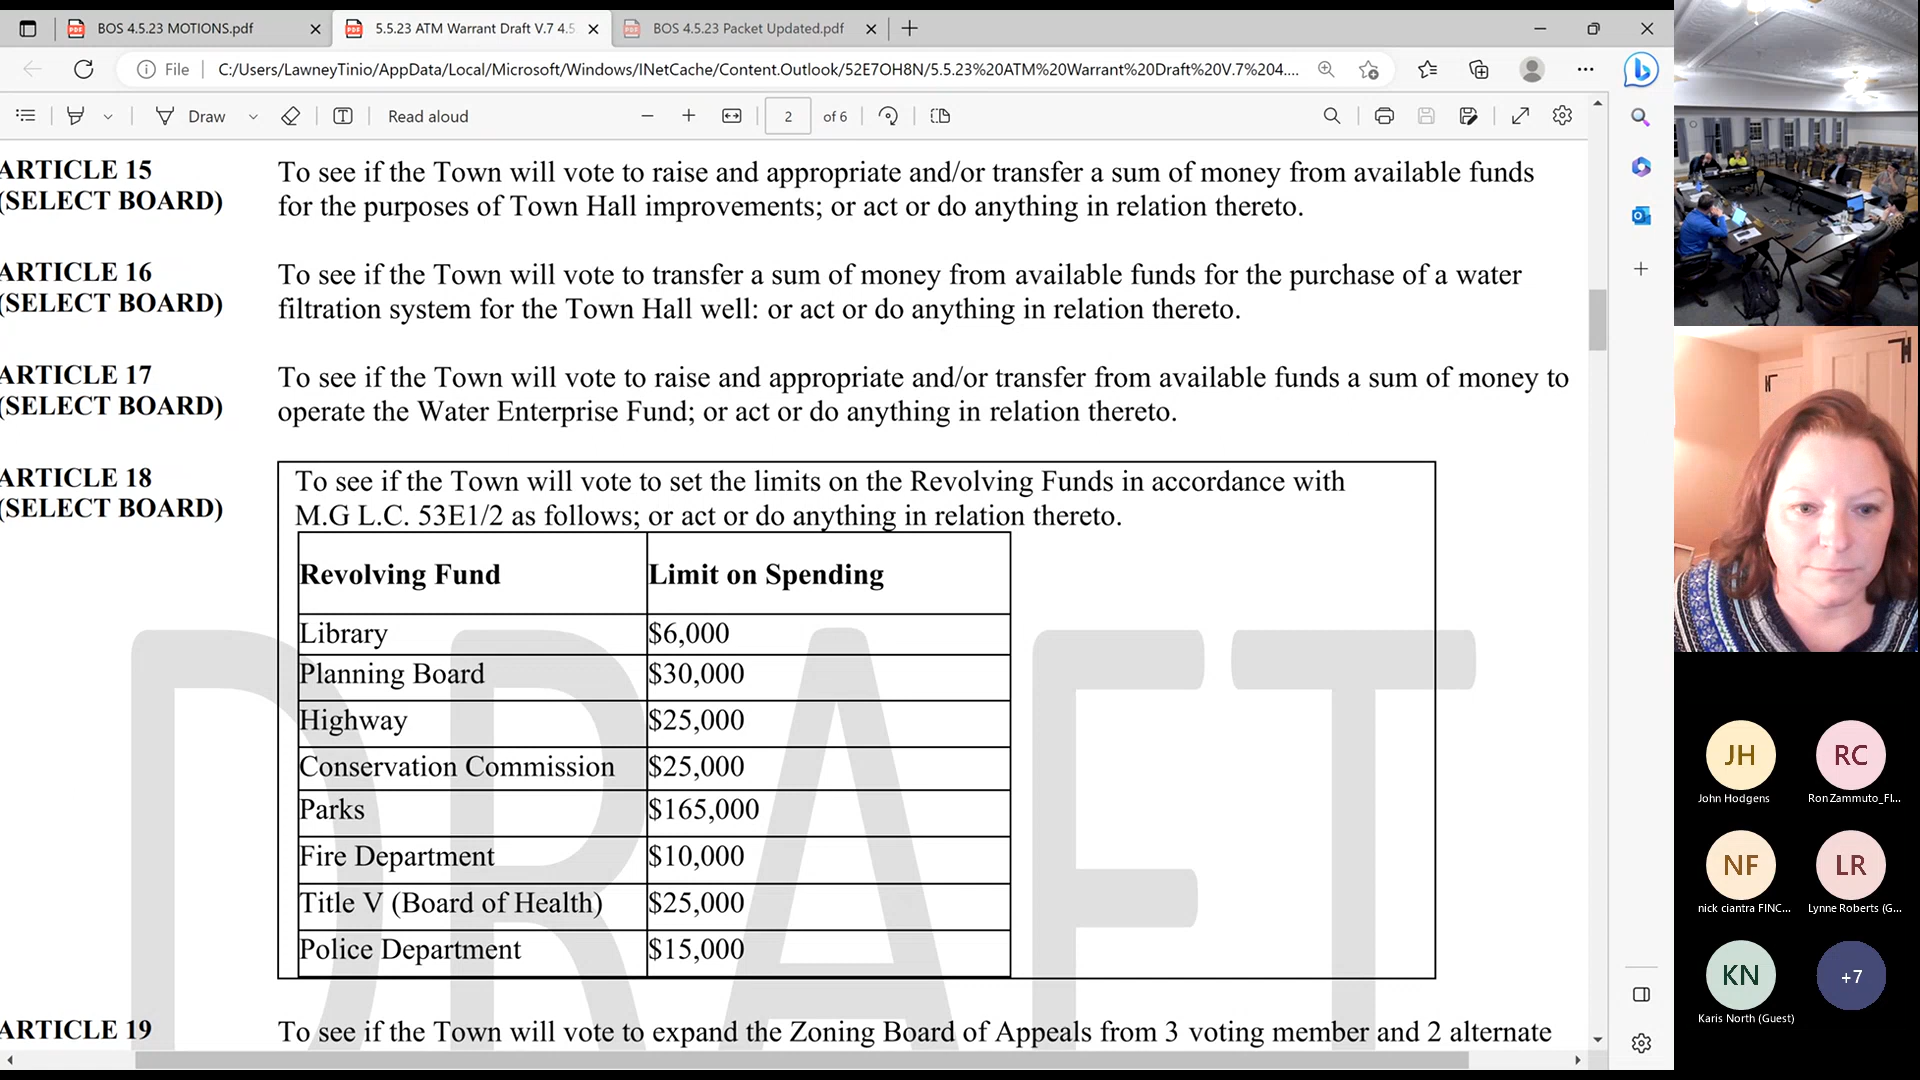 BOS 4.5.23 MOTIONS.pdf
5.5.23 ATM Warrant Draft V.7 4.5
BOS 4.5.23 Packet Updated.pdf
File
C:/Users/LawneyTinio/AppData/Local/Microsoft/Windows/INetCache/Content.Outlook/52E7OH8N/5.5.23%20ATM%20Warrant%20Draft%20V.7%204....
Draw
Read aloud
2
of 6
ARTICLE 15
(SELECT BOARD)
To see if the Town will vote to raise and appropriate and/or transfer a sum of money from available funds
for the purposes of Town Hall improvements; or act or do anything in relation thereto.
ARTICLE 16
(SELECT BOARD)
To see if the Town will vote to transfer a sum of money from available funds for the purchase of a water
filtration system for the Town Hall well: or act or do anything in relation thereto.
ARTICLE 17
(SELECT BOARD)
To see if the Town will vote to raise and appropriate and/or transfer from available funds a sum of money to
operate the Water Enterprise Fund; or act or do anything in relation thereto.
ARTICLE 18
(SELECT BOARD)
To see if the Town will vote to set the limits on the Revolving Funds in accordance with
M.G L.C. 53E1/2 as follows; or act or do anything in relation thereto.
Revolving Fund Limit on Spending
Library $6,000
Planning Board $30,000
Highway $25,000
Conservation Commission $25,000
Parks $165,000
Fire Department $10,000
Title V (Board of Health) $25,000
Police Department $15,000
DRAFT
ARTICLE 19
To see if the Town will vote to expand the Zoning Board of Appeals from 3 voting member and 2 alternate
JH
John Hodgens
RC
Ron Zammuto_FI...
NF
nick ciantra FINC...
LR
Lynne Roberts (G...
KN
Karis North (Guest)
+7